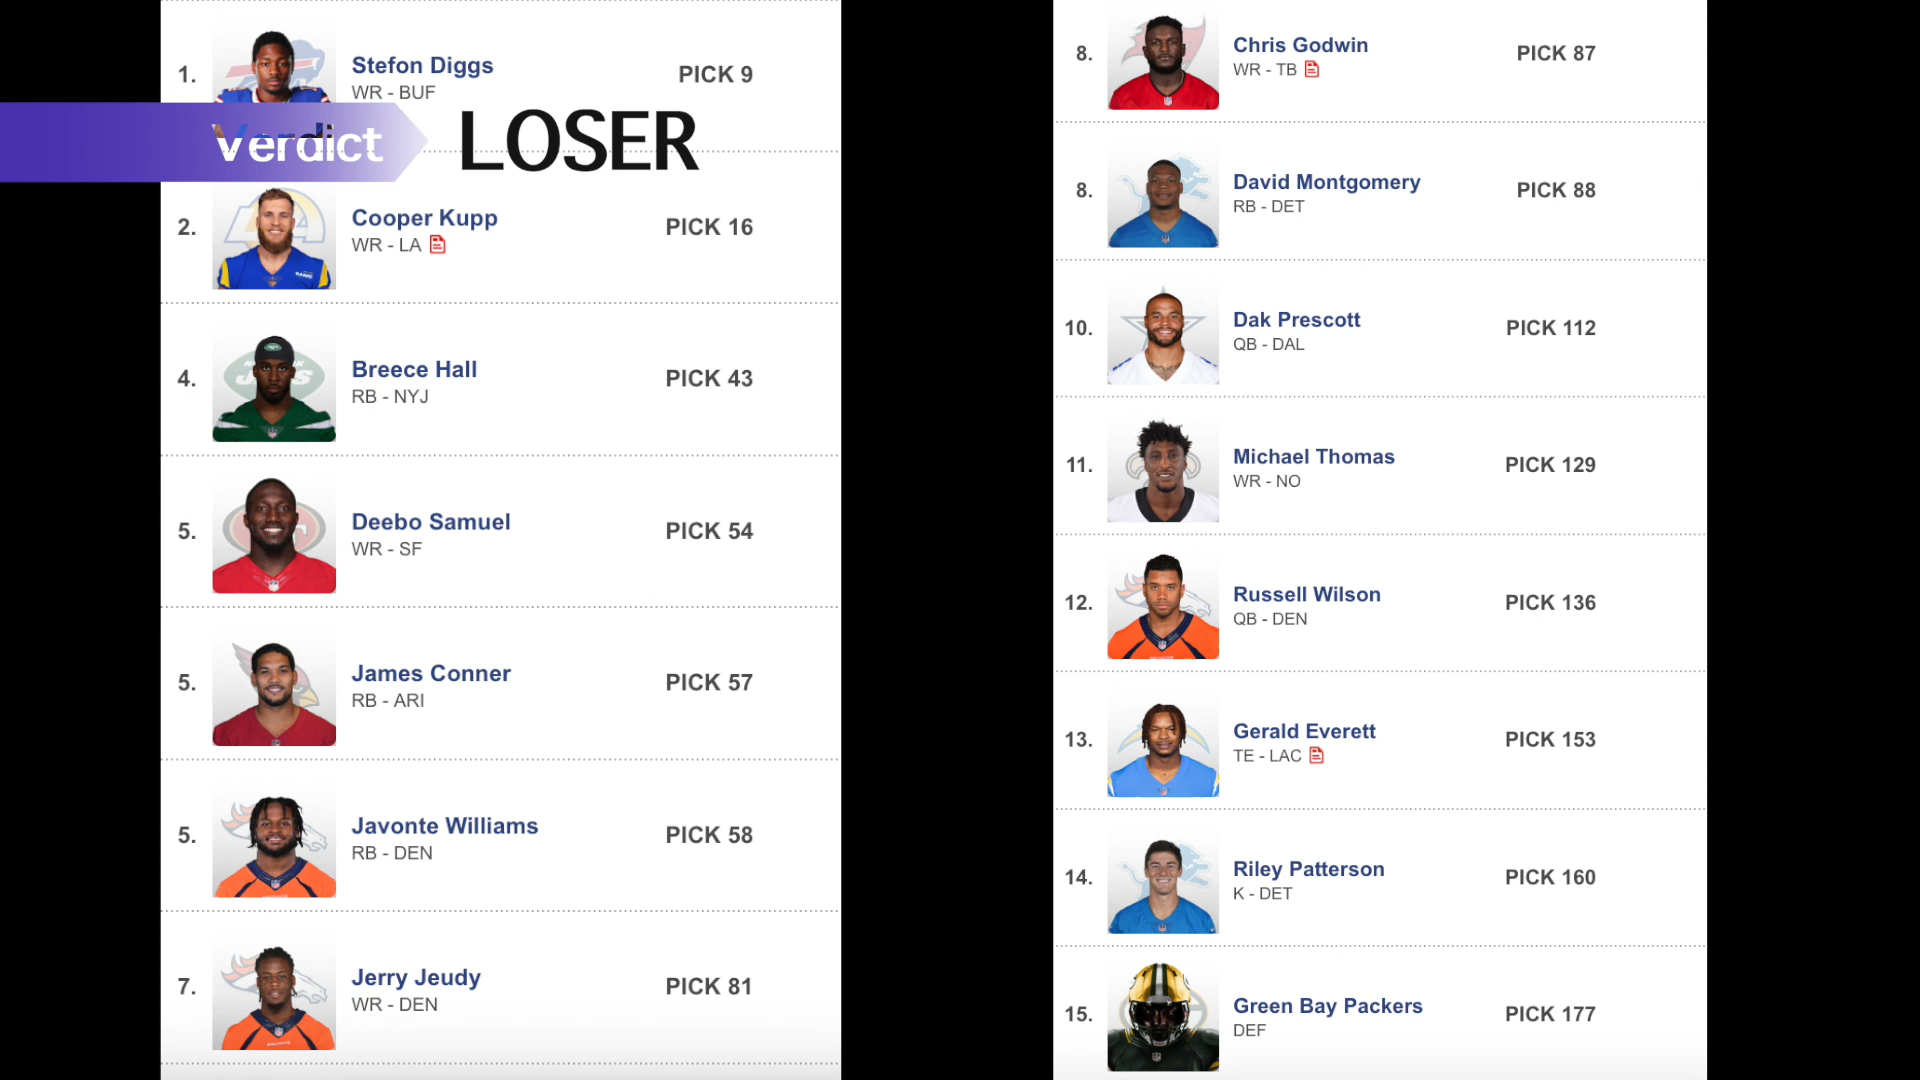 1.
Stefon Diggs
WR - BUF
PICK 9
Verdict
LOSER
2.
Cooper Kupp
WR - LA
PICK 16
4.
Breece Hall
RB - NYJ
PICK 43
5.
Deebo Samuel
WR - SF
PICK 54
5.
James Conner
RB - ARI
PICK 57
5.
Javonte Williams
RB - DEN
PICK 58
7.
Jerry Jeudy
WR - DEN
PICK 81
8.
Chris Godwin
WR - TB
PICK 87
8.
David Montgomery
RB - DET
PICK 88
10.
Dak Prescott
QB - DAL
PICK 112
11.
Michael Thomas
WR - NO
PICK 129
12.
Russell Wilson
QB - DEN
PICK 136
13.
Gerald Everett
TE - LAC
PICK 153
14.
Riley Patterson
K - DET
PICK 160
15.
Green Bay Packers
DEF
PICK 177